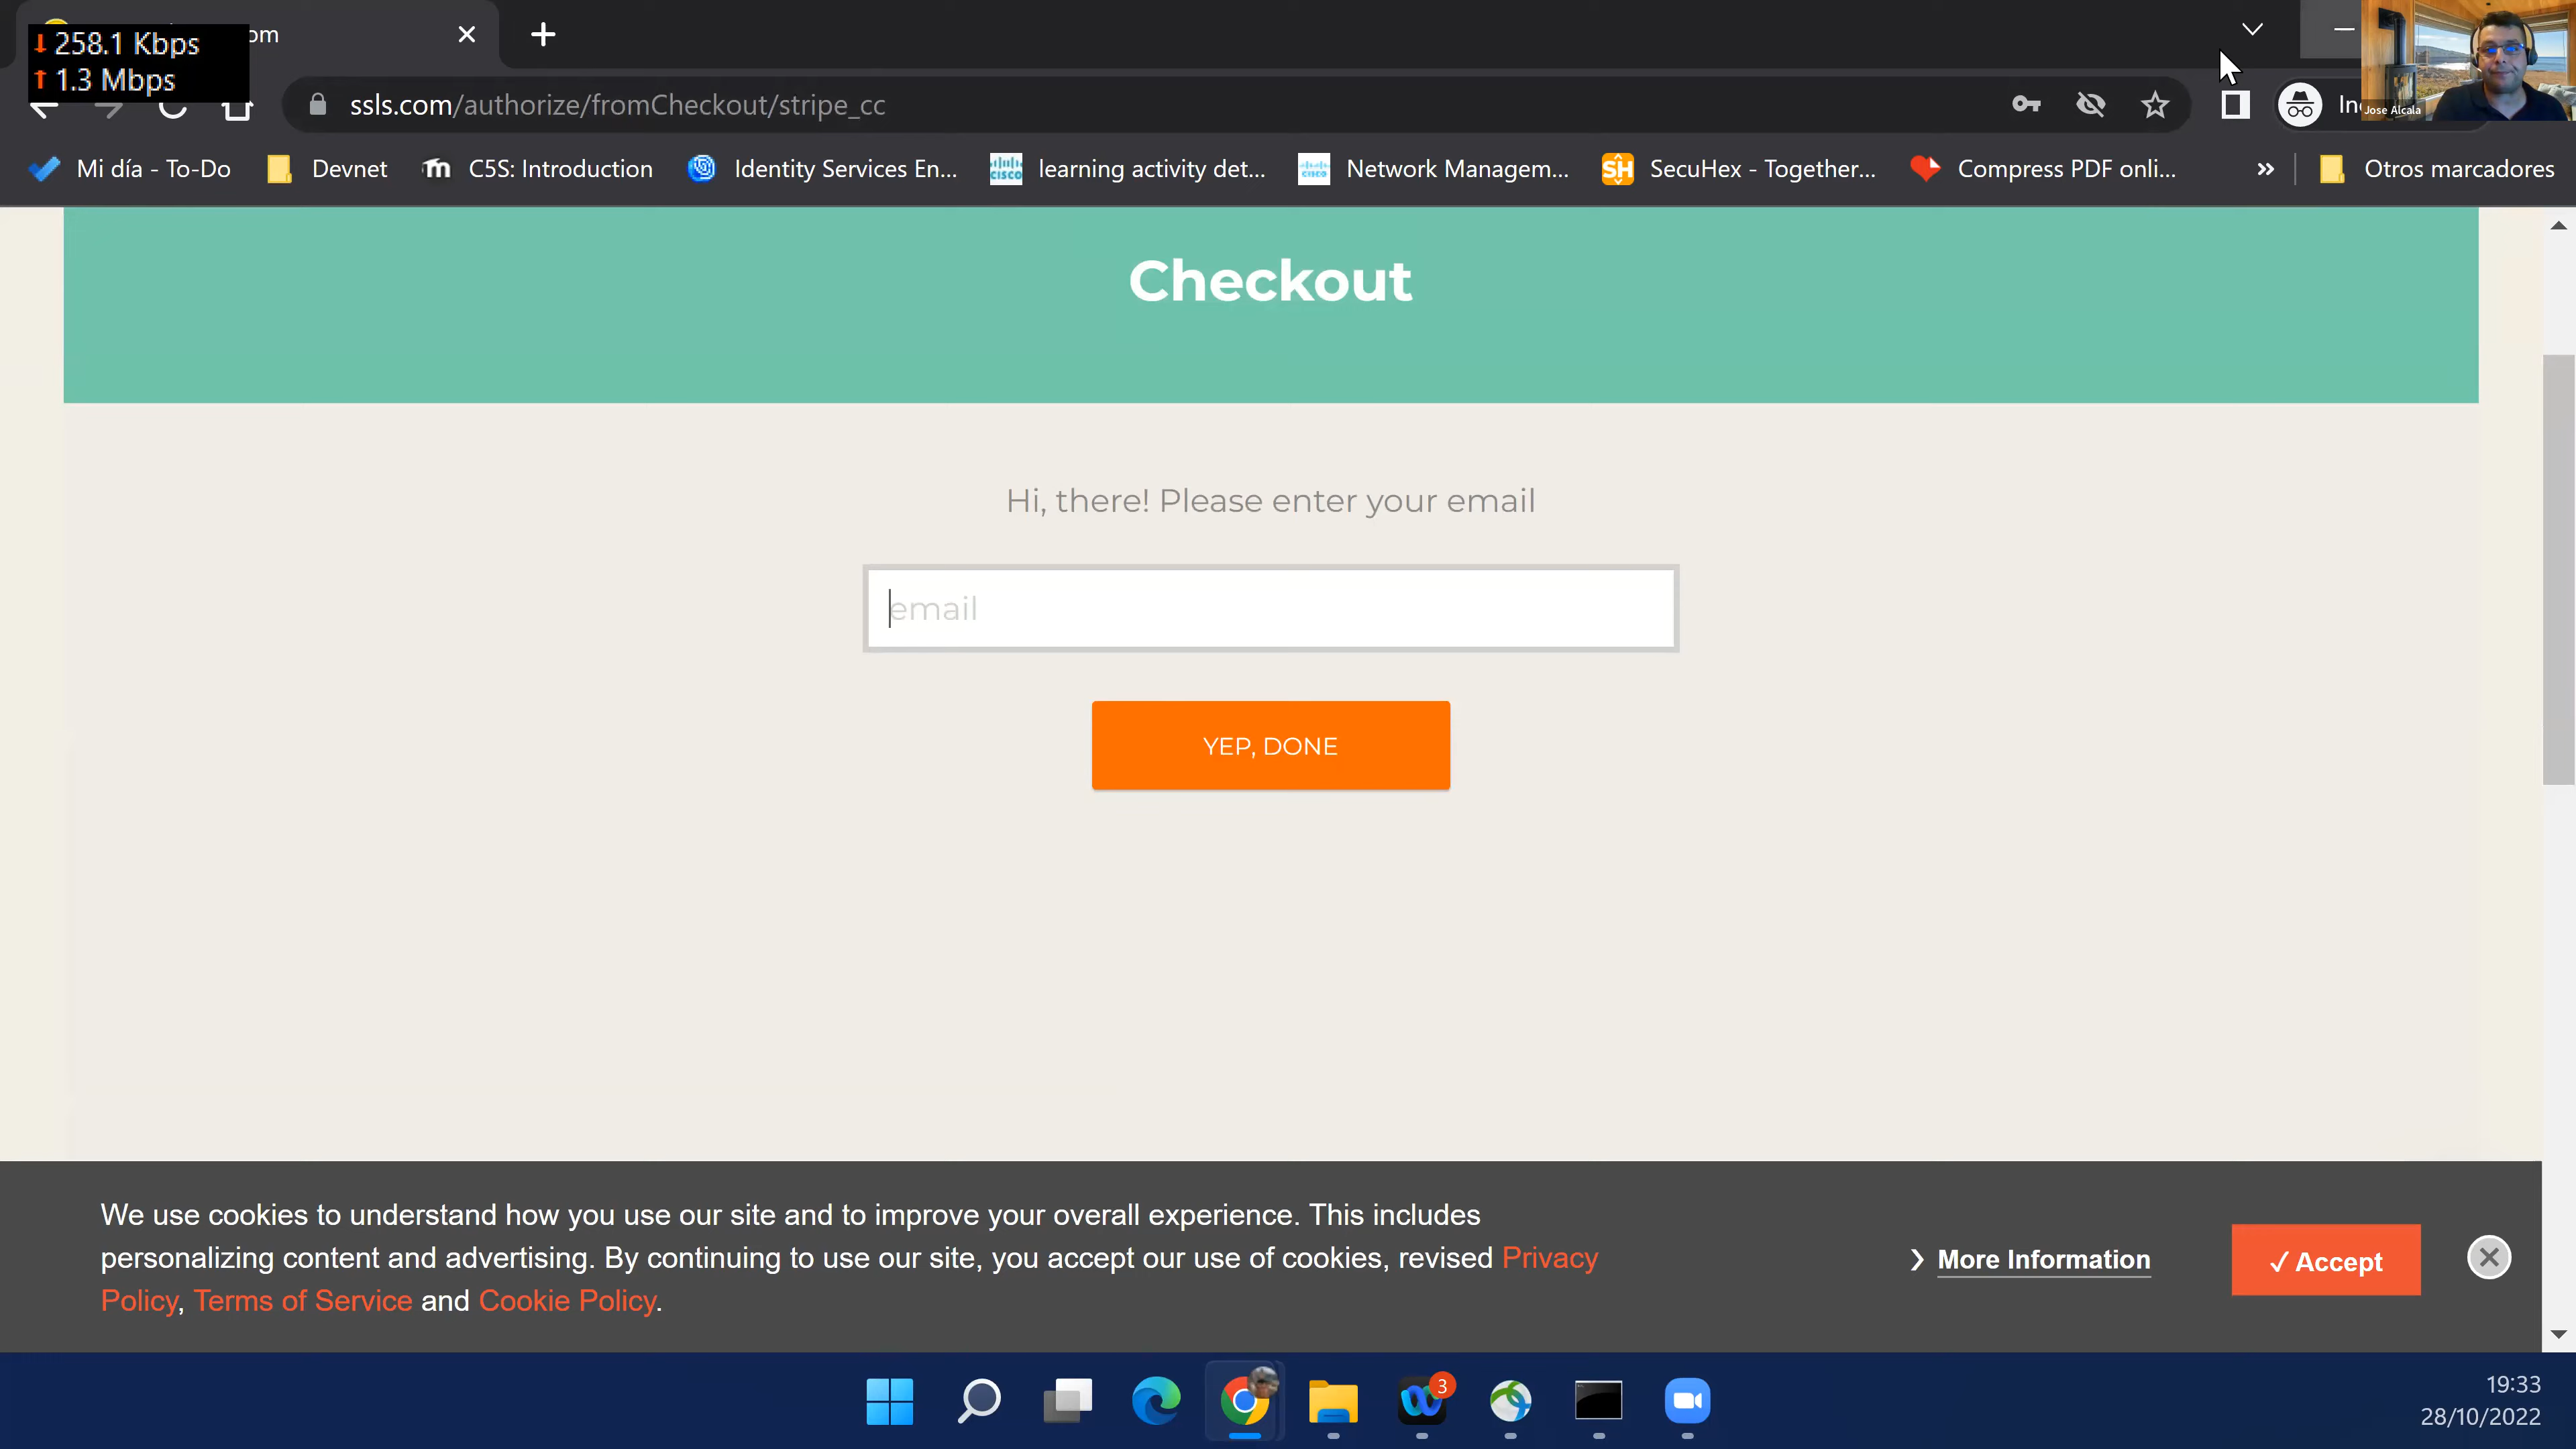 258.1 Kbps
1.3 Mbps
om
ssls.com/authorize/fromCheckout/stripe_cc
Jose Alcala
Mi día - To-Do
Devnet
C5S: Introduction
Identity Services En...
learning activity det...
Network Managem...
SecuHex - Together...
Compress PDF onli...
Otros marcadores
Checkout
Hi, there! Please enter your email
email
YEP, DONE
We use cookies to understand how you use our site and to improve your overall experience. This includes
personalizing content and advertising. By continuing to use our site, you accept our use of cookies, revised Privacy
Policy, Terms of Service and Cookie Policy.
More Information
✓ Accept
3
19:33
28/10/2022